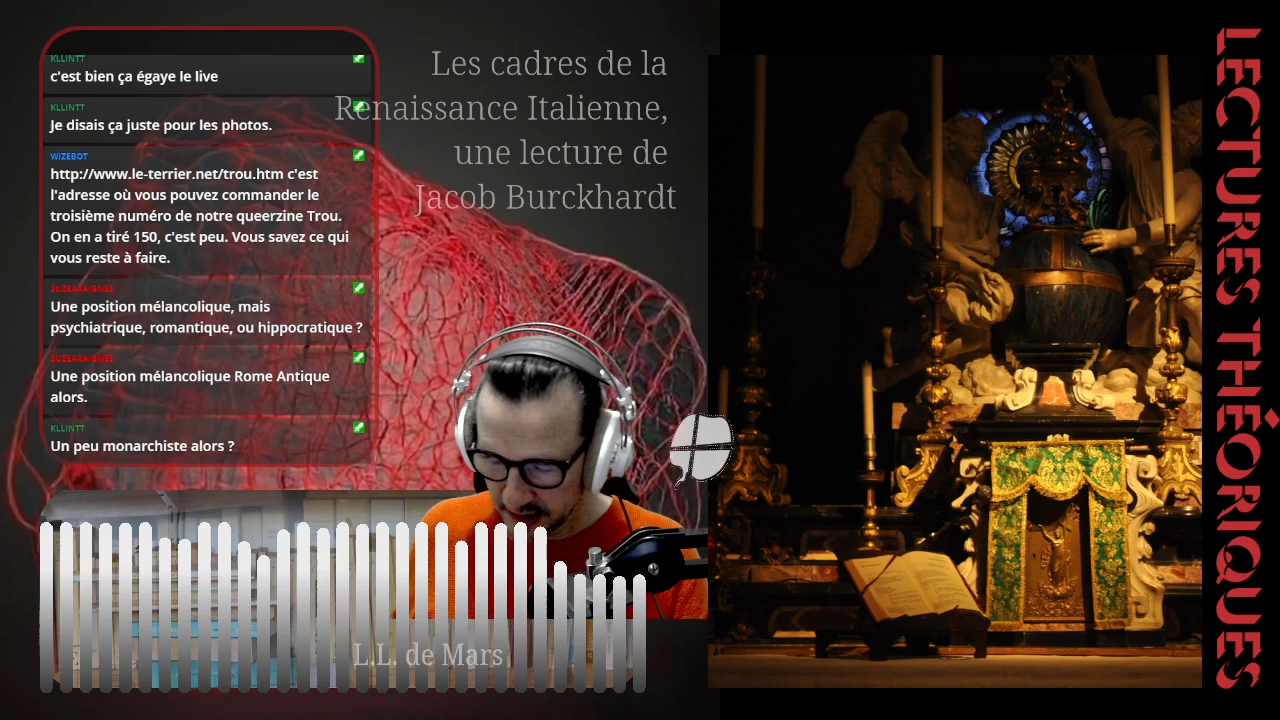 KLLINTT
c'est bien ça égaye le live
KLLINTT
Je disais ça juste pour les photos.
WIZEBOT
http://www.le-terrier.net/trou.htm c'est
l'adresse où vous pouvez commander le
troisième numéro de notre queerzine Trou.
On en a tiré 150, c'est peu. Vous savez ce qui
vous reste à faire.
SUZEARAIGNEE
Une position mélancolique, mais
psychiatrique, romantique, ou hippocratique ?
SUZEARAIGNEE
Une position mélancolique Rome Antique
alors.
KLLINTT
Un peu monarchiste alors ?
Les cadres de la
Renaissance Italienne,
une lecture de
Jacob Burckhardt
L.L. de Mars
LECTURES THÉORIQUES